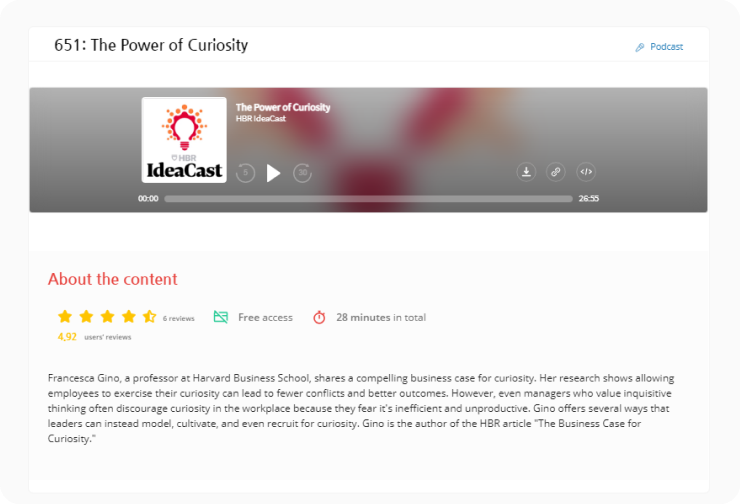 651: The Power of Curiosity
Podcast
The Power of Curiosity
HBR IdeaCast
HBR
IdeaCast
5
30
00:00
26:55
About the content
6 reviews
Free access
28 minutes in total
4,92 users' reviews
Francesca Gino, a professor at Harvard Business School, shares a compelling business case for curiosity. Her research shows allowing
employees to exercise their curiosity can lead to fewer conflicts and better outcomes. However, even managers who value inquisitive
thinking often discourage curiosity in the workplace because they fear it's inefficient and unproductive. Gino offers several ways that
leaders can instead model, cultivate, and even recruit for curiosity. Gino is the author of the HBR article "The Business Case for
Curiosity."